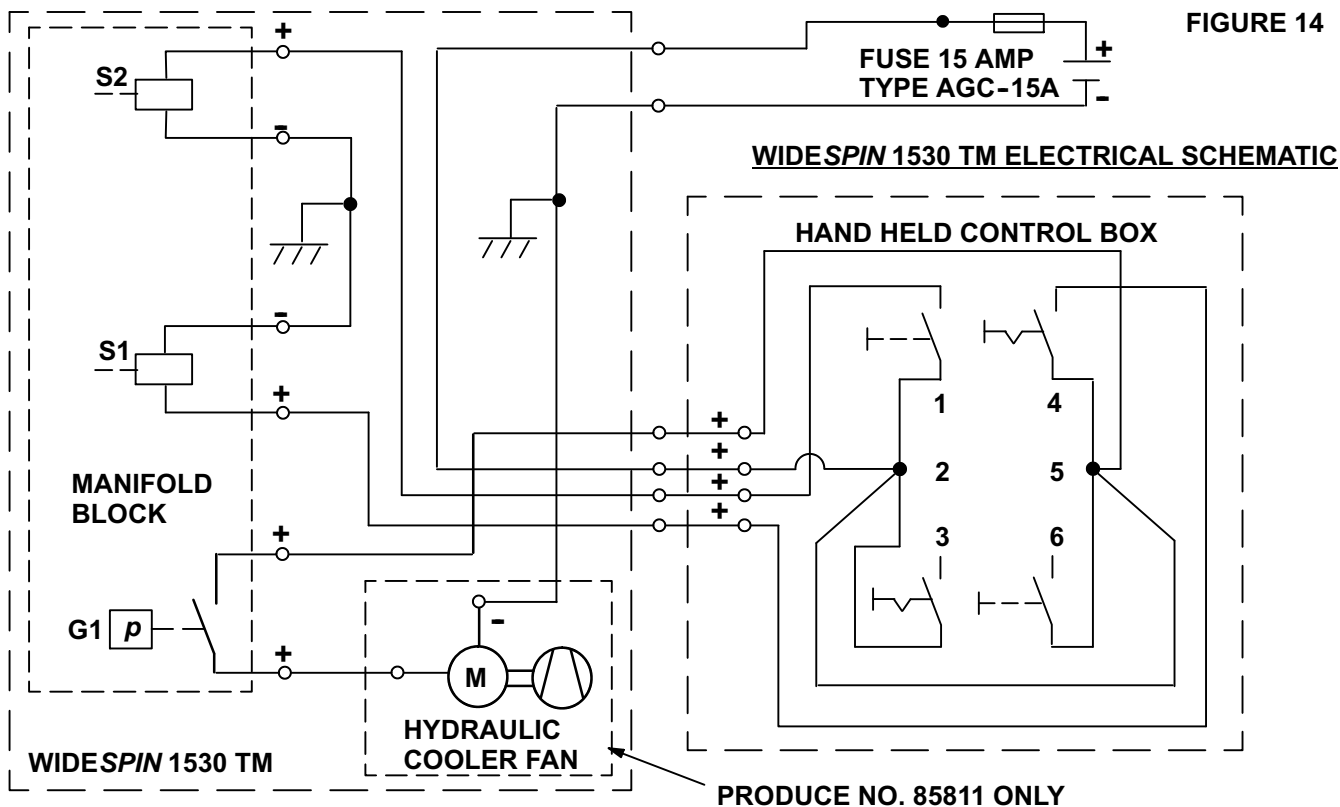 FIGURE 14
FUSE 15 AMP
TYPE AGC-15A
+
-
WIDESPIN 1530 TM ELECTRICAL SCHEMATIC
+
S2
-
-
S1
+
MANIFOLD
BLOCK
+
G1 p
+
-
M
HYDRAULIC
COOLER FAN
WIDESPIN 1530 TM
HAND HELD CONTROL BOX
+
+
+
+
1 4
2 5
3 6
PRODUCE NO. 85811 ONLY